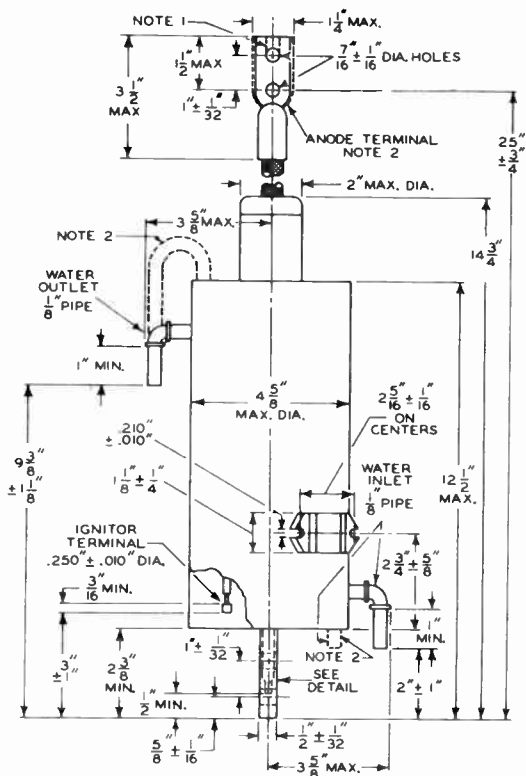 NOTE 1
1 1/4" MAX.
1 1/2" MAX
7/16" ± 1/16" DIA. HOLES
3 1/2" MAX
1" ± 1/32"
ANODE TERMINAL
NOTE 2
25" ± 3/4"
2" MAX. DIA.
3 5/8" MAX.
NOTE 2
14 3/4"
WATER
OUTLET
1/8" PIPE
1" MIN.
4 5/8"
MAX. DIA.
2 5/16" ± 1/16"
ON
CENTERS
.210"
± .010"
9 3/8"
± 1 1/8"
1 1/8" ± 1/4"
WATER
INLET
1/8" PIPE
12 1/2"
MAX.
IGNITOR
TERMINAL
.250" ± .010" DIA.
2 3/4" ± 5/8"
3/16" MIN.
1" MIN.
1" ± 1/32"
NOTE 2
SEE
DETAIL
2 3/8"
MIN.
1/2" MIN.
2" ± 1"
5/8" ± 1/16"
1/2" ± 1/32"
3 5/8" MAX.